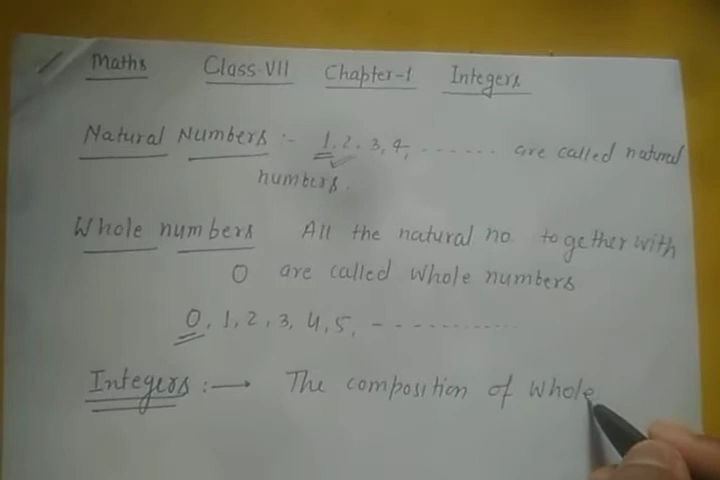 Maths Class-VII Chapter-1 Integers
Natural Numbers :- 1, 2, 3, 4, ...... are called natural
numbers.
Whole numbers All the natural no. together with
0 are called whole numbers
0, 1, 2, 3, 4, 5, - - - - - - - - - - -
Integers :→ The composition of whole